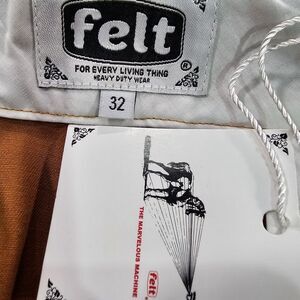 felt
FOR EVERY LIVING THING
HEAVY DUTY WEAR
®
32
THE MARVELOUS MACHINE
felt